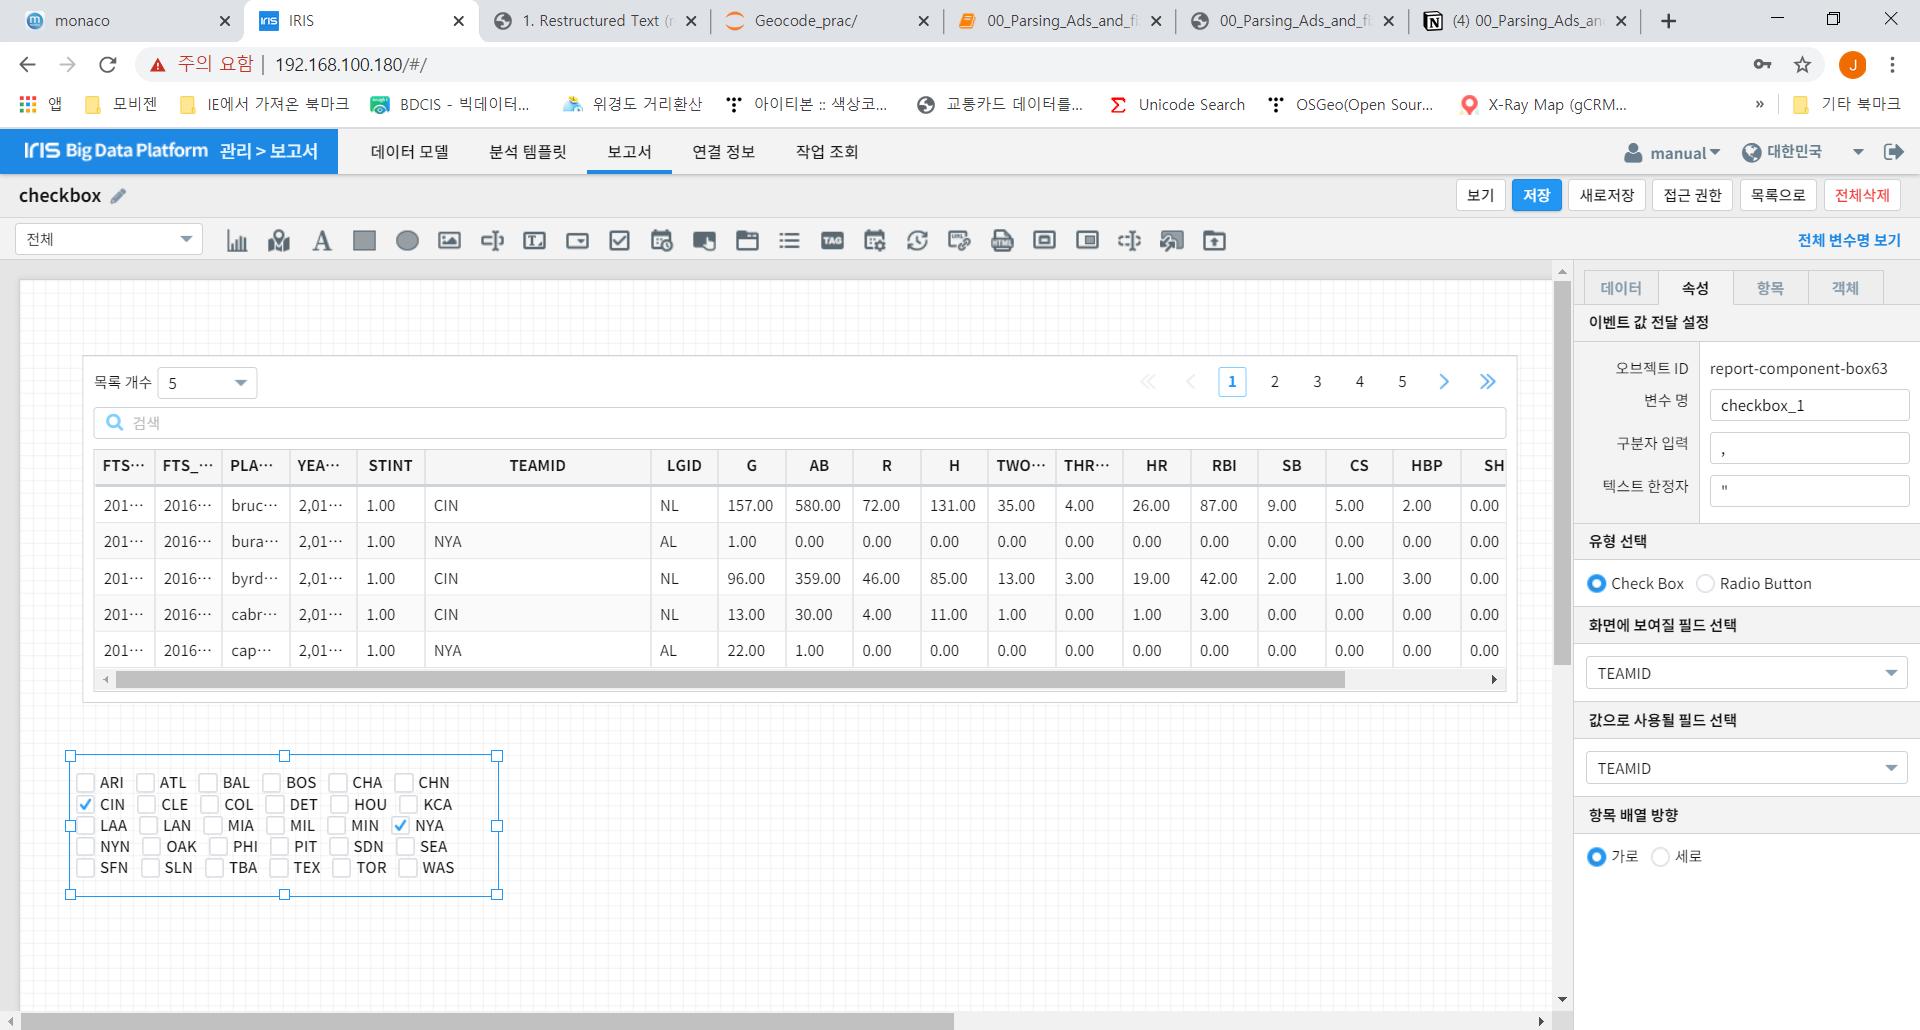 monaco
IRIS
1. Restructured Text (r
Geocode_prac/
00_Parsing_Ads_and_fi
00_Parsing_Ads_and_fi
(4) 00_Parsing_Ads_an
주의 요함
192.168.100.180/#/
J
앱
모비젠
IE에서 가져온 북마크
BDCIS - 빅데이터...
위경도 거리환산
아이티본 :: 색상코...
교통카드 데이터를...
Unicode Search
OSGeo(Open Sour...
X-Ray Map (gCRM...
»
기타 북마크
IRIS Big Data Platform 관리 > 보고서
데이터 모델
분석 템플릿
보고서
연결 정보
작업 조회
manual
대한민국
checkbox
보기
저장
새로저장
접근 권한
목록으로
전체삭제
전체
TAG
URL
HTML
전체 변수명 보기
데이터
속성
항목
객체
이벤트 값 전달 설정
오브젝트 ID report-component-box63
변수 명 checkbox_1
구분자 입력 ,
텍스트 한정자 "
유형 선택
Check Box Radio Button
화면에 보여질 필드 선택
TEAMID
값으로 사용될 필드 선택
TEAMID
항목 배열 방향
가로 세로
목록 개수 5
1 2 3 4 5
검색
FTS… FTS_… PLA… YEA… STINT TEAMID LGID G AB R H TWO… THR… HR RBI SB CS HBP SH
201… 2016… bruc… 2,01… 1.00 CIN NL 157.00 580.00 72.00 131.00 35.00 4.00 26.00 87.00 9.00 5.00 2.00 0.00
201… 2016… bura… 2,01… 1.00 NYA AL 1.00 0.00 0.00 0.00 0.00 0.00 0.00 0.00 0.00 0.00 0.00 0.00
201… 2016… byrd… 2,01… 1.00 CIN NL 96.00 359.00 46.00 85.00 13.00 3.00 19.00 42.00 2.00 1.00 3.00 0.00
201… 2016… cabr… 2,01… 1.00 CIN NL 13.00 30.00 4.00 11.00 1.00 0.00 1.00 3.00 0.00 0.00 0.00 0.00
201… 2016… cap… 2,01… 1.00 NYA AL 22.00 1.00 0.00 0.00 0.00 0.00 0.00 0.00 0.00 0.00 0.00 0.00
ARI ATL BAL BOS CHA CHN
CIN CLE COL DET HOU KCA
LAA LAN MIA MIL MIN NYA
NYN OAK PHI PIT SDN SEA
SFN SLN TBA TEX TOR WAS